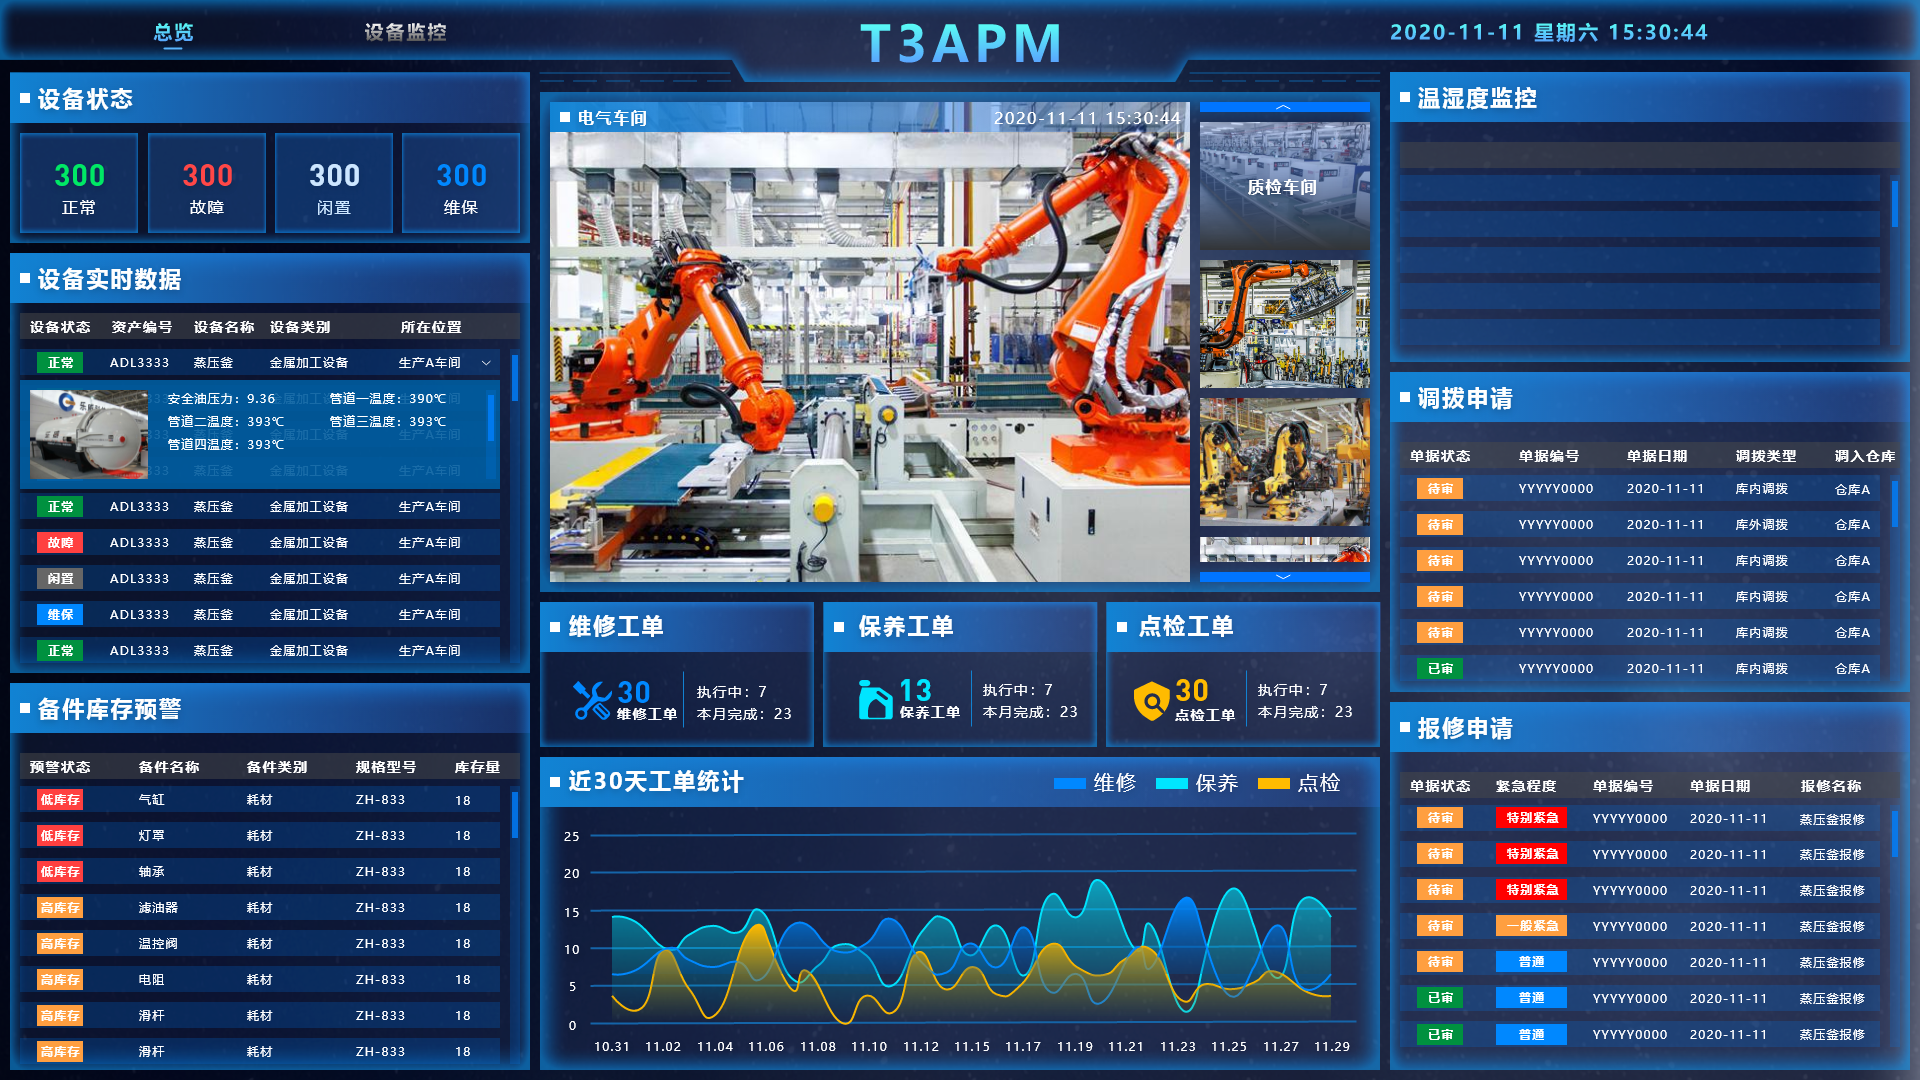 总览
设备监控
T3APM
2020-11-11 星期六 15:30:44
设备状态
300 300 300 300
正常 故障 闲置 维保
设备实时数据
设备状态 资产编号 设备名称 设备类别 所在位置
正常 ADL3333 蒸压釜 金属加工设备 生产A车间
安全油压力：9.36 管道一温度：390℃
管道二温度：393℃ 管道三温度：393℃
管道四温度：393℃
正常 ADL3333 蒸压釜 金属加工设备 生产A车间
故障 ADL3333 蒸压釜 金属加工设备 生产A车间
闲置 ADL3333 蒸压釜 金属加工设备 生产A车间
维保 ADL3333 蒸压釜 金属加工设备 生产A车间
正常 ADL3333 蒸压釜 金属加工设备 生产A车间
备件库存预警
预警状态 备件名称 备件类别 规格型号 库存量
低库存 气缸 耗材 ZH-833 18
低库存 灯罩 耗材 ZH-833 18
低库存 轴承 耗材 ZH-833 18
高库存 滤油器 耗材 ZH-833 18
高库存 温控阀 耗材 ZH-833 18
高库存 电阻 耗材 ZH-833 18
高库存 滑杆 耗材 ZH-833 18
高库存 滑杆 耗材 ZH-833 18
电气车间 2020-11-11 15:30:44
质检车间
维修工单
30
维修工单
执行中：7
本月完成：23
保养工单
13
保养工单
执行中：7
本月完成：23
点检工单
30
点检工单
执行中：7
本月完成：23
近30天工单统计
维修 保养 点检
25
20
15
10
5
0
10.31 11.02 11.04 11.06 11.08 11.10 11.12 11.15 11.17 11.19 11.21 11.23 11.25 11.27 11.29
温湿度监控
调拨申请
单据状态 单据编号 单据日期 调拨类型 调入仓库
待审 YYYYY0000 2020-11-11 库内调拨 仓库A
待审 YYYYY0000 2020-11-11 库外调拨 仓库A
待审 YYYYY0000 2020-11-11 库内调拨 仓库A
待审 YYYYY0000 2020-11-11 库内调拨 仓库A
待审 YYYYY0000 2020-11-11 库内调拨 仓库A
已审 YYYYY0000 2020-11-11 库内调拨 仓库A
报修申请
单据状态 紧急程度 单据编号 单据日期 报修名称
待审 特别紧急 YYYYY0000 2020-11-11 蒸压釜报修
待审 特别紧急 YYYYY0000 2020-11-11 蒸压釜报修
待审 特别紧急 YYYYY0000 2020-11-11 蒸压釜报修
待审 一般紧急 YYYYY0000 2020-11-11 蒸压釜报修
待审 普通 YYYYY0000 2020-11-11 蒸压釜报修
已审 普通 YYYYY0000 2020-11-11 蒸压釜报修
已审 普通 YYYYY0000 2020-11-11 蒸压釜报修